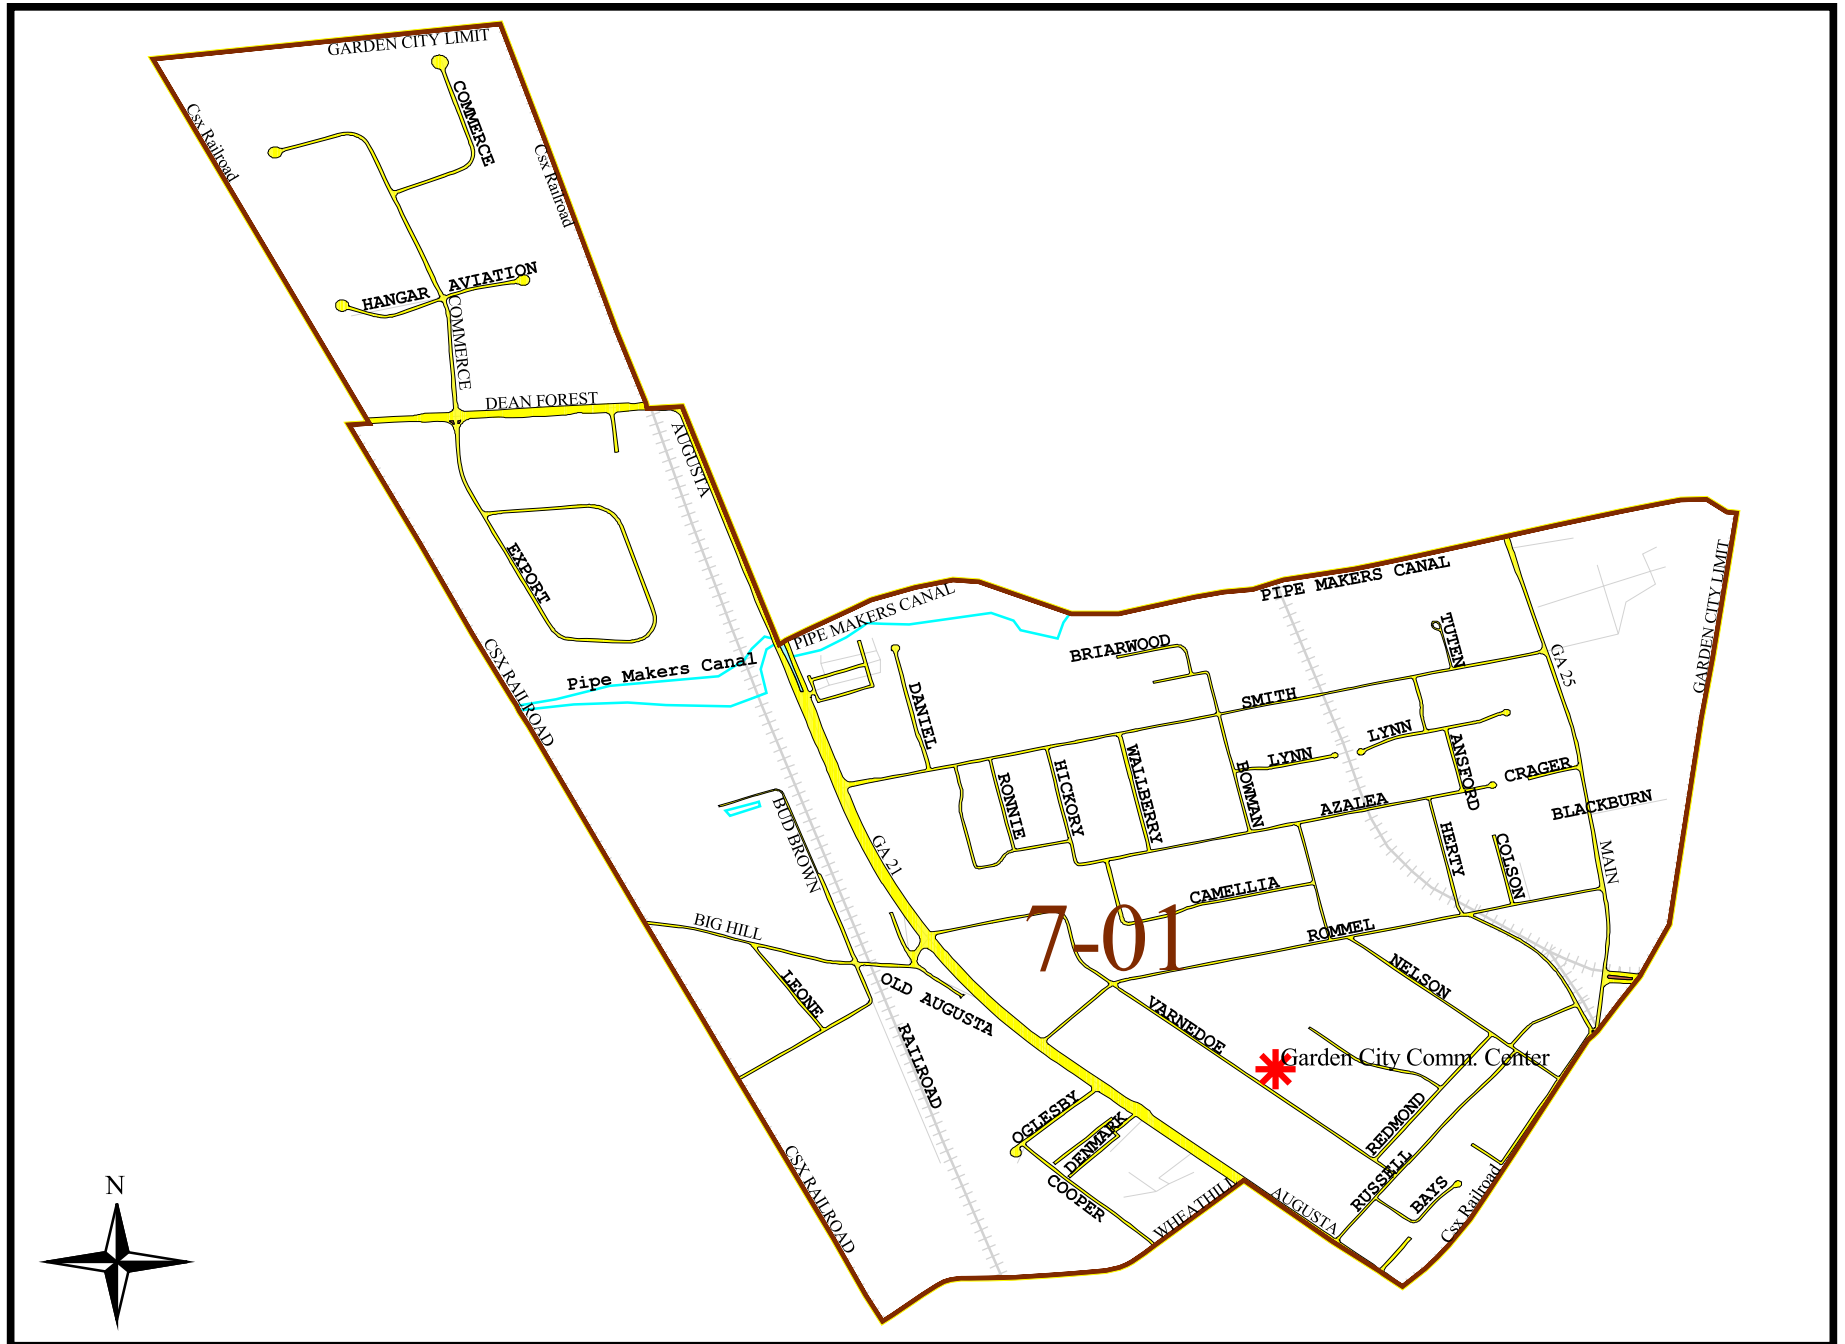 GARDEN CITY LIMIT
COMMERCE
Csx Railroad
Csx Railroad
AVIATION
HANGAR
COMMERCE
DEAN FOREST
AUGUSTA
EXPORT
CSX RAILROAD
Pipe Makers Canal
PIPE MAKERS CANAL
PIPE MAKERS CANAL
GARDEN CITY LIMIT
BRIARWOOD
TUTEN
GA 25
DANIEL
SMITH
LYNN
LYNN
ANSFORD
CRAGER
RONNIE
HICKORY
WALLBERRY
BOWMAN
AZALEA
BLACKBURN
BUD BROWN
GA 21
HERTY
COLSON
MAIN
CAMELLIA
BIG HILL
7-01
ROMMEL
LEONE
OLD AUGUSTA
NELSON
VARNEDOE
RAILROAD
Garden City Comm. Center
OGLESBY
DENMARK
REDMOND
COOPER
RUSSELL
BAYS
CSX RAILROAD
WHEATHILL
AUGUSTA
Csx Railroad
N